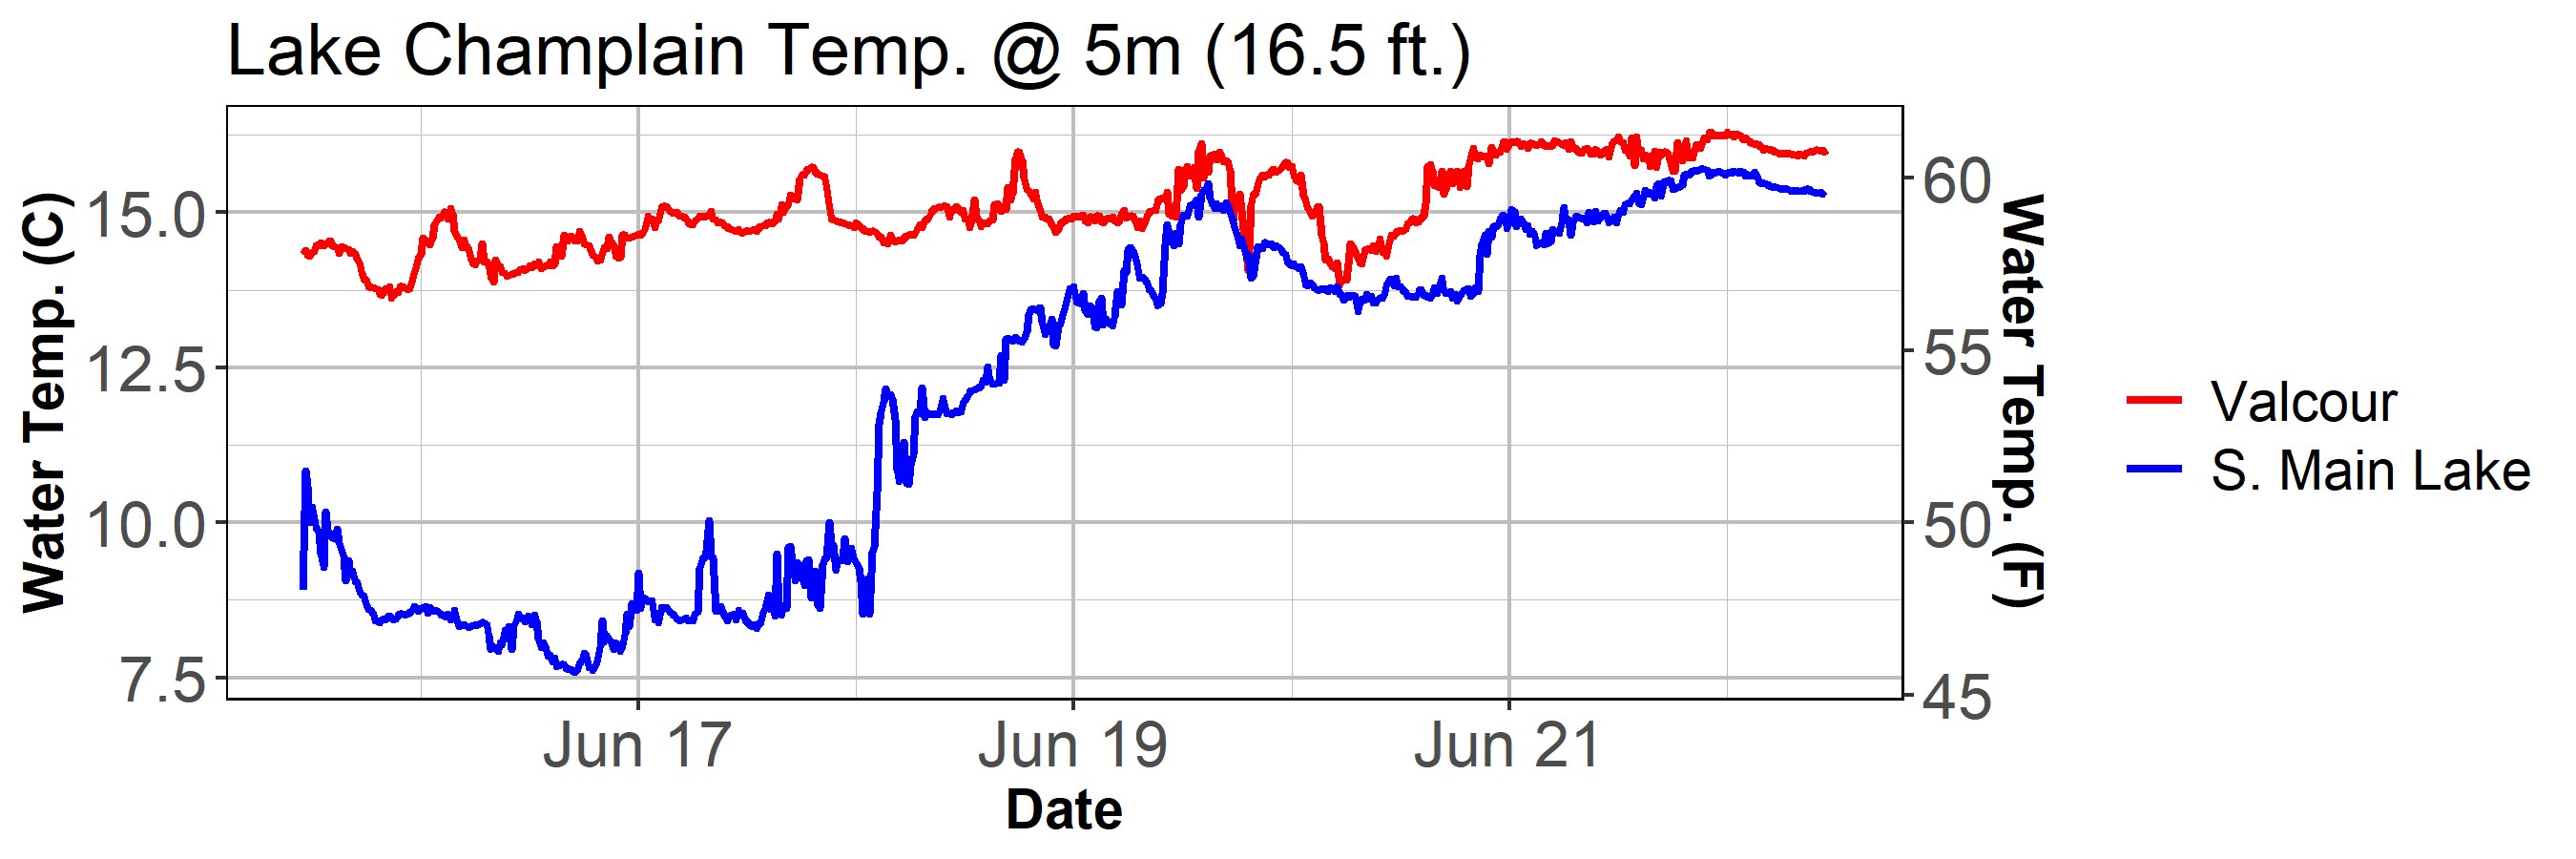 Lake Champlain Temp. @ 5m (16.5 ft.)
Water Temp. (C)
15.0
12.5
10.0
7.5
60
55
50
45
Water Temp. (F)
Jun 17 Jun 19 Jun 21
Date
Valcour
S. Main Lake